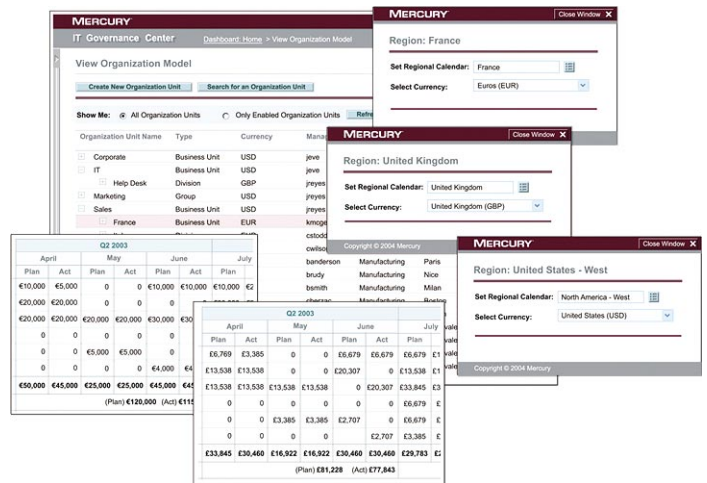 MERCURY
IT Governance Center Dashboard: Home > View Organization Model
View Organization Model
Create New Organization Unit Search for an Organization Unit
Show Me: All Organization Units Only Enabled Organization Units
Organization Unit Name Type Currency
Corporate Business Unit USD jeve
IT Business Unit USD jeve
Help Desk Division GBP jreyes
Marketing Group USD jreyes
Sales Business Unit USD jreyes
France Business Unit EUR
banderson Manufacturing Paris
brudy Manufacturing Nice
bsmith Manufacturing Milan
MERCURY Close Window X
Region: France
Set Regional Calendar: France
Select Currency: Euros (EUR)
MERCURY Close Window X
Region: United Kingdom
Set Regional Calendar: United Kingdom
Select Currency: United Kingdom (GBP)
Copyright © 2004 Mercury
MERCURY Close Window X
Region: United States - West
Set Regional Calendar: North America - West
Select Currency: United States (USD)
Copyright © 2004 Mercury
Q2 2003
April May June July
Plan Act Plan Act Plan Act Plan
€10,000 €5,000 0 0 €10,000 €10,000 €10,000
€20,000 €20,000 0 0
€20,000 €20,000 €20,000 €20,000 €30,000
0 0 0 0 0
0 0 €5,000 €5,000 0
0 0 0 0 €4,000
€50,000 €45,000 €25,000 €25,000 €45,000
(Plan) €120,000 (Act)
Q2 2003
April May June July
Plan Act Plan Act Plan Act Plan
£6,769 £3,385 0 0 £6,679 £6,679 £6,679
£13,538 £13,538 0 0 £20,307 0 £13,538
£13,538 £13,538 £13,538 £13,538 0 £20,307 £33,845
0 0 0 0 0 0 £6,679
0 0 £3,385 £3,385 £2,707 0 £6,679
0 0 0 0 £2,707 £3,385
£33,845 £30,460 £16,922 £16,922 £30,460 £30,460 £29,783
(Plan) £81,228 (Act) £77,843